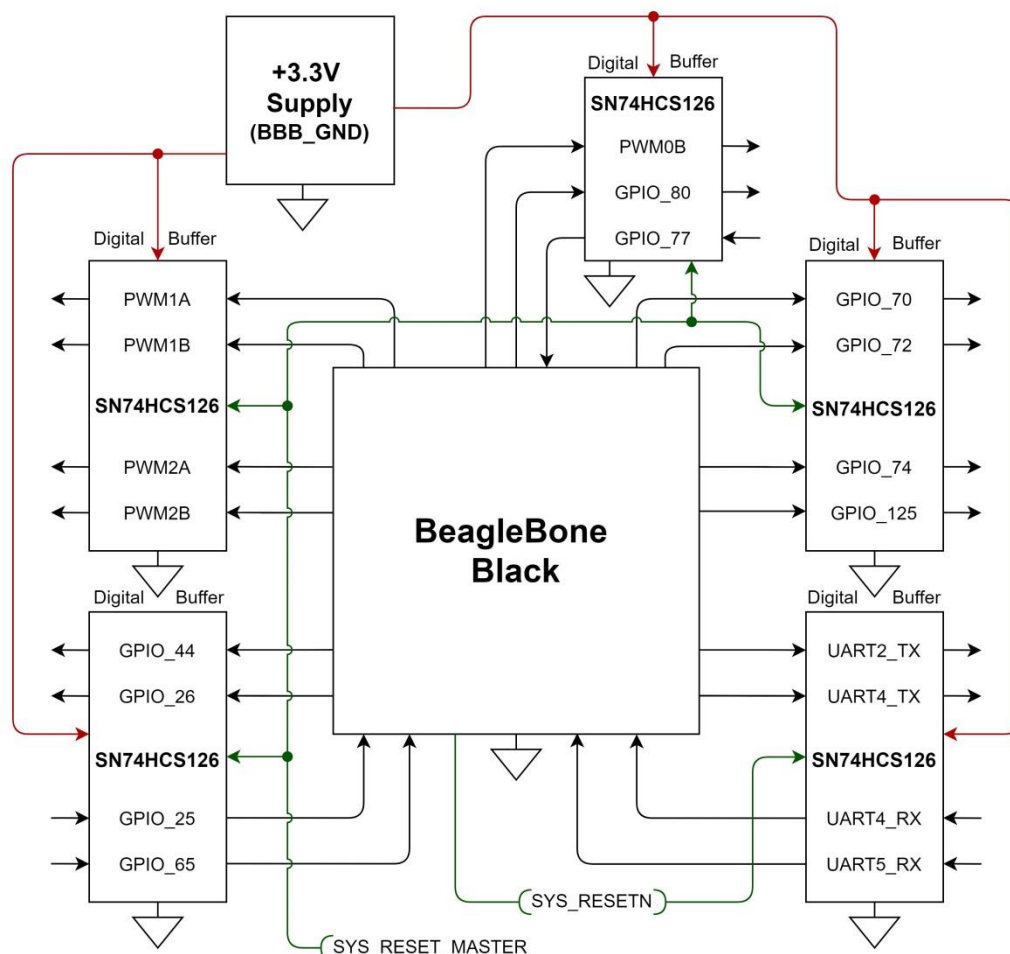 +3.3V
Supply
(BBB_GND)
Digital Buffer
SN74HCS126
PWM0B
GPIO_80
GPIO_77
Digital Buffer
PWM1A
PWM1B
SN74HCS126
PWM2A
PWM2B
Digital Buffer
GPIO_70
GPIO_72
SN74HCS126
GPIO_74
GPIO_125
BeagleBone
Black
Digital Buffer
GPIO_44
GPIO_26
SN74HCS126
GPIO_25
GPIO_65
Digital Buffer
UART2_TX
UART4_TX
SN74HCS126
UART4_RX
UART5_RX
SYS_RESETN
SYS_RESET_MASTER